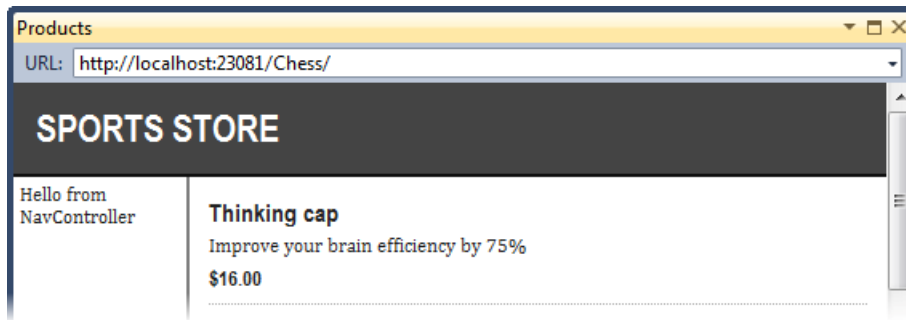 Products
URL: http://localhost:23081/Chess/
SPORTS STORE
Hello from
NavController
Thinking cap
Improve your brain efficiency by 75%
$16.00